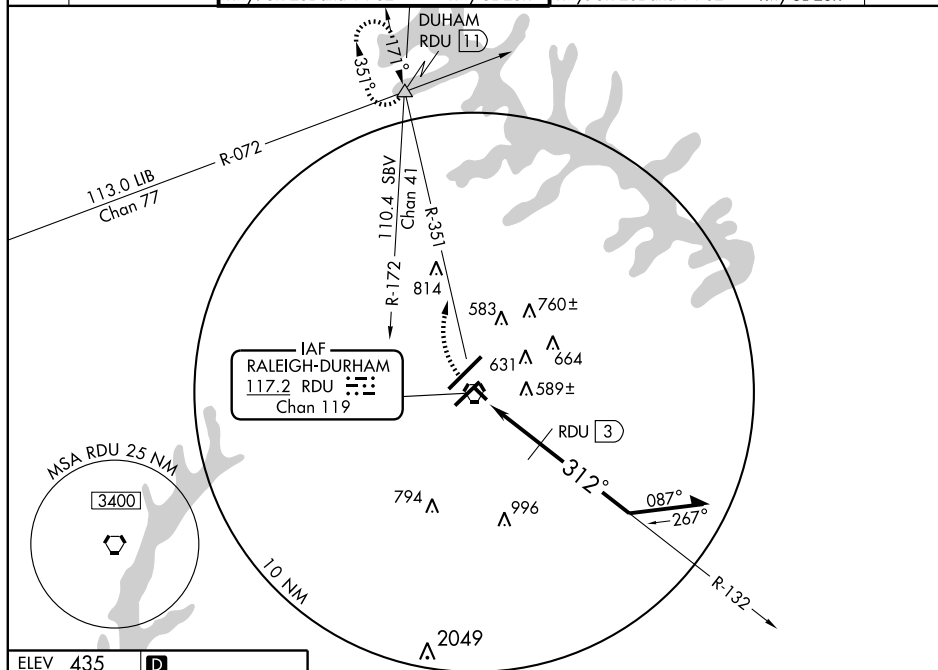 DUHAM
RDU 11
171°
351°
R-072
113.0 LIB
Chan 77
110.4 SBV
Chan 41
R-351
R-172
814
583
760±
631
664
589±
IAF
RALEIGH-DURHAM
117.2 RDU
Chan 119
RDU 3
312°
MSA RDU 25 NM
3400
794
996
087°
267°
10 NM
R-132
2049
ELEV 435
D